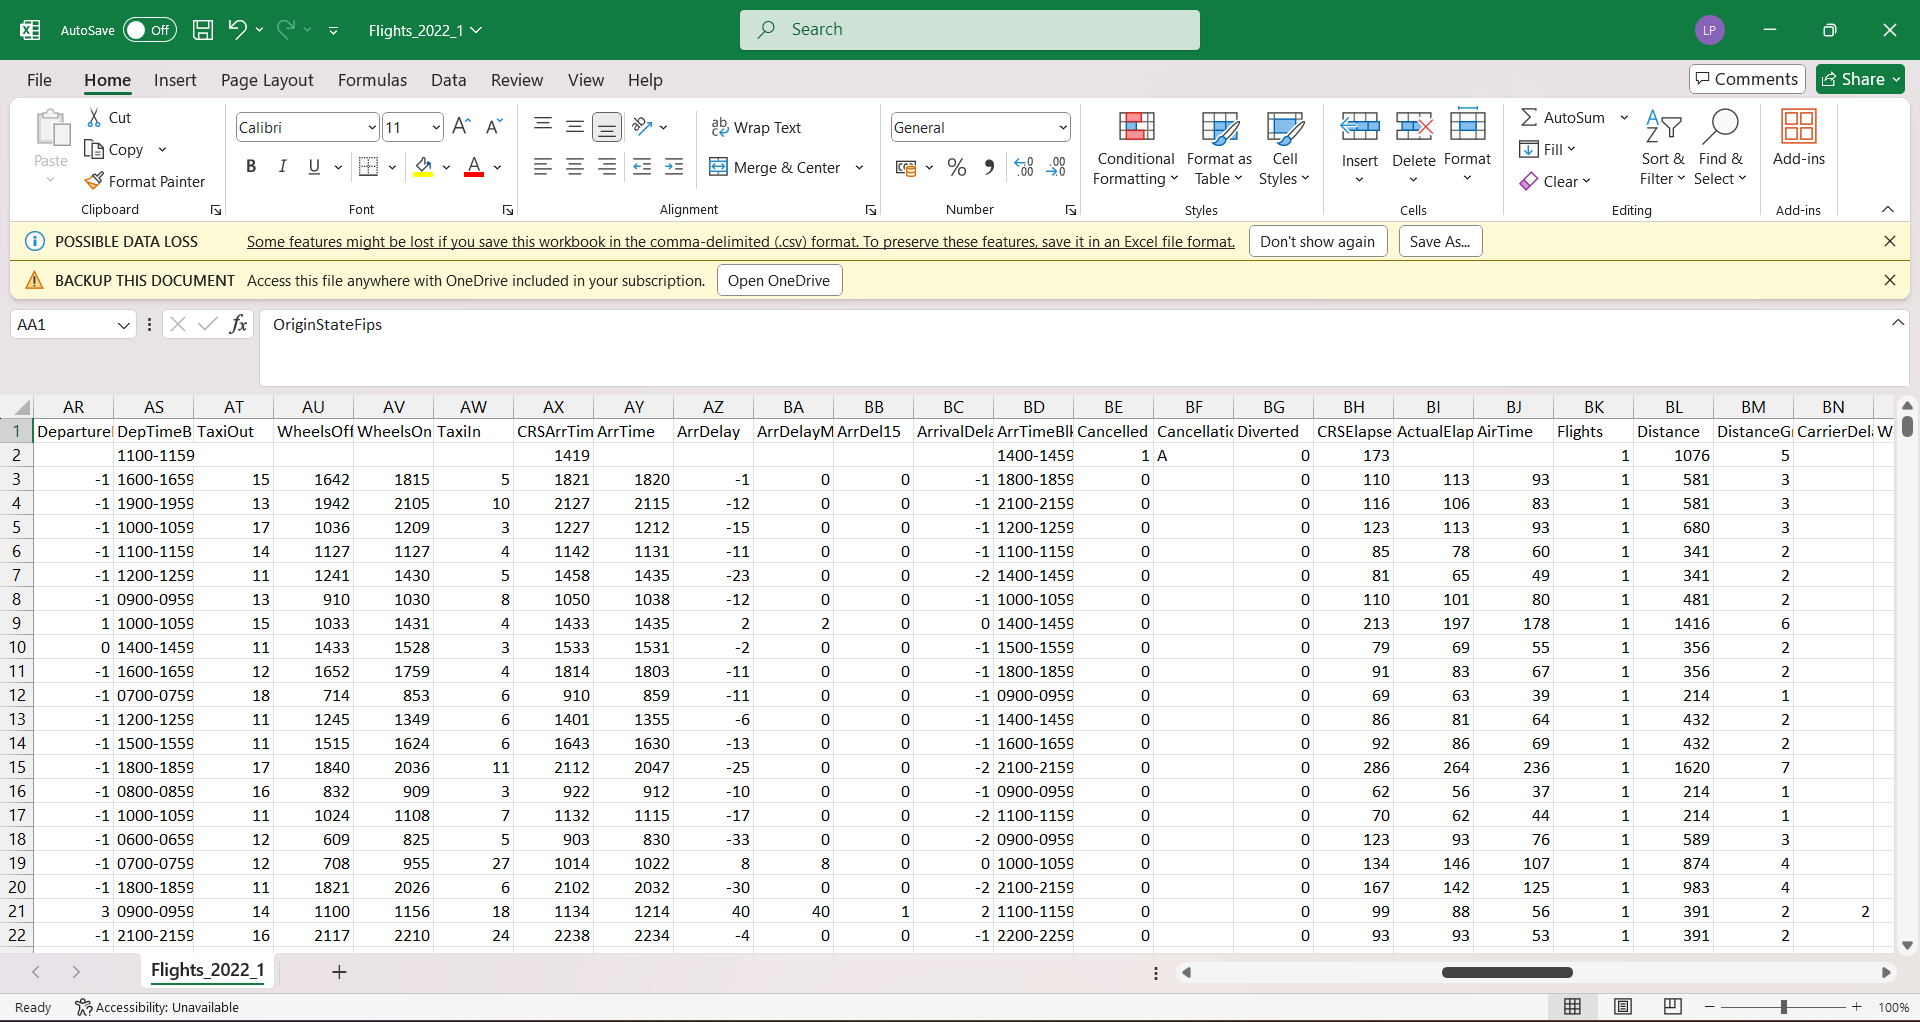 AutoSave Off Flights_2022_1 Search LP
File Home Insert Page Layout Formulas Data Review View Help Comments Share
Paste Cut Copy Format Painter Clipboard
Calibri 11 B I U A Font
Wrap Text Merge & Center Alignment
General % Number
Conditional Formatting Format as Table Cell Styles Styles
Insert Delete Format Cells
AutoSum Fill Clear Sort & Filter Find & Select Editing
Add-ins Add-ins
POSSIBLE DATA LOSS Some features might be lost if you save this workbook in the comma-delimited (.csv) format. To preserve these features, save it in an Excel file format. Don't show again Save As...
BACKUP THIS DOCUMENT Access this file anywhere with OneDrive included in your subscription. Open OneDrive
AA1 fx OriginStateFips
AR AS AT AU AV AW AX AY AZ BA BB BC BD BE BF BG BH BI BJ BK BL BM BN
1 Departure DepTimeB TaxiOut WheelsOff WheelsOn TaxiIn CRSArrTim ArrTime ArrDelay ArrDelayM ArrDel15 ArrivalDela ArrTimeBlk Cancelled Cancellatic Diverted CRSElapse ActualElap AirTime Flights Distance DistanceGr CarrierDela W
2 1100-1159 1419 1400-1459 1 A 0 173 1 1076 5
3 -1 1600-1659 15 1642 1815 5 1821 1820 -1 0 0 -1 1800-1859 0 0 110 113 93 1 581 3
4 -1 1900-1959 13 1942 2105 10 2127 2115 -12 0 0 -1 2100-2159 0 0 116 106 83 1 581 3
5 -1 1000-1059 17 1036 1209 3 1227 1212 -15 0 0 -1 1200-1259 0 0 123 113 93 1 680 3
6 -1 1100-1159 14 1127 1127 4 1142 1131 -11 0 0 -1 1100-1159 0 0 85 78 60 1 341 2
7 -1 1200-1259 11 1241 1430 5 1458 1435 -23 0 0 -2 1400-1459 0 0 81 65 49 1 341 2
8 -1 0900-0959 13 910 1030 8 1050 1038 -12 0 0 -1 1000-1059 0 0 110 101 80 1 481 2
9 1 1000-1059 15 1033 1431 4 1433 1435 2 2 0 0 1400-1459 0 0 213 197 178 1 1416 6
10 0 1400-1459 11 1433 1528 3 1533 1531 -2 0 0 -1 1500-1559 0 0 79 69 55 1 356 2
11 -1 1600-1659 12 1652 1759 4 1814 1803 -11 0 0 -1 1800-1859 0 0 91 83 67 1 356 2
12 -1 0700-0759 18 714 853 6 910 859 -11 0 0 -1 0900-0959 0 0 69 63 39 1 214 1
13 -1 1200-1259 11 1245 1349 6 1401 1355 -6 0 0 -1 1400-1459 0 0 86 81 64 1 432 2
14 -1 1500-1559 11 1515 1624 6 1643 1630 -13 0 0 -1 1600-1659 0 0 92 86 69 1 432 2
15 -1 1800-1859 17 1840 2036 11 2112 2047 -25 0 0 -2 2100-2159 0 0 286 264 236 1 1620 7
16 -1 0800-0859 16 832 909 3 922 912 -10 0 0 -1 0900-0959 0 0 62 56 37 1 214 1
17 -1 1000-1059 11 1024 1108 7 1132 1115 -17 0 0 -2 1100-1159 0 0 70 62 44 1 214 1
18 -1 0600-0659 12 609 825 5 903 830 -33 0 0 -2 0900-0959 0 0 123 93 76 1 589 3
19 -1 0700-0759 12 708 955 27 1014 1022 8 8 0 0 1000-1059 0 0 134 146 107 1 874 4
20 -1 1800-1859 11 1821 2026 6 2102 2032 -30 0 0 -2 2100-2159 0 0 167 142 125 1 983 4
21 3 0900-0959 14 1100 1156 18 1134 1214 40 40 1 2 1100-1159 0 0 99 88 56 1 391 2 2
22 -1 2100-2159 16 2117 2210 24 2238 2234 -4 0 0 -1 2200-2259 0 0 93 93 53 1 391 2
Flights_2022_1
Ready Accessibility: Unavailable 100%